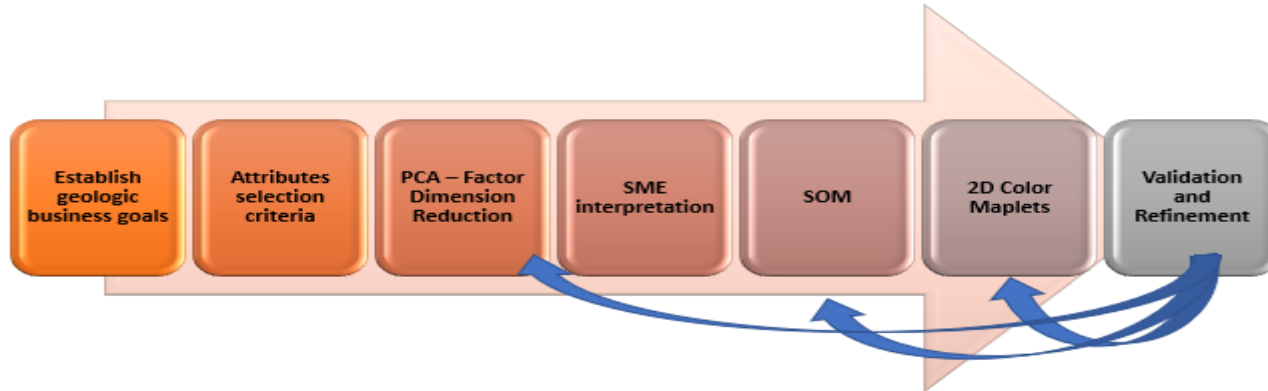 Establish
geologic
business goals
Attributes
selection
criteria
PCA – Factor
Dimension
Reduction
SME
interpretation
SOM
2D Color
Maplets
Validation
and
Refinement